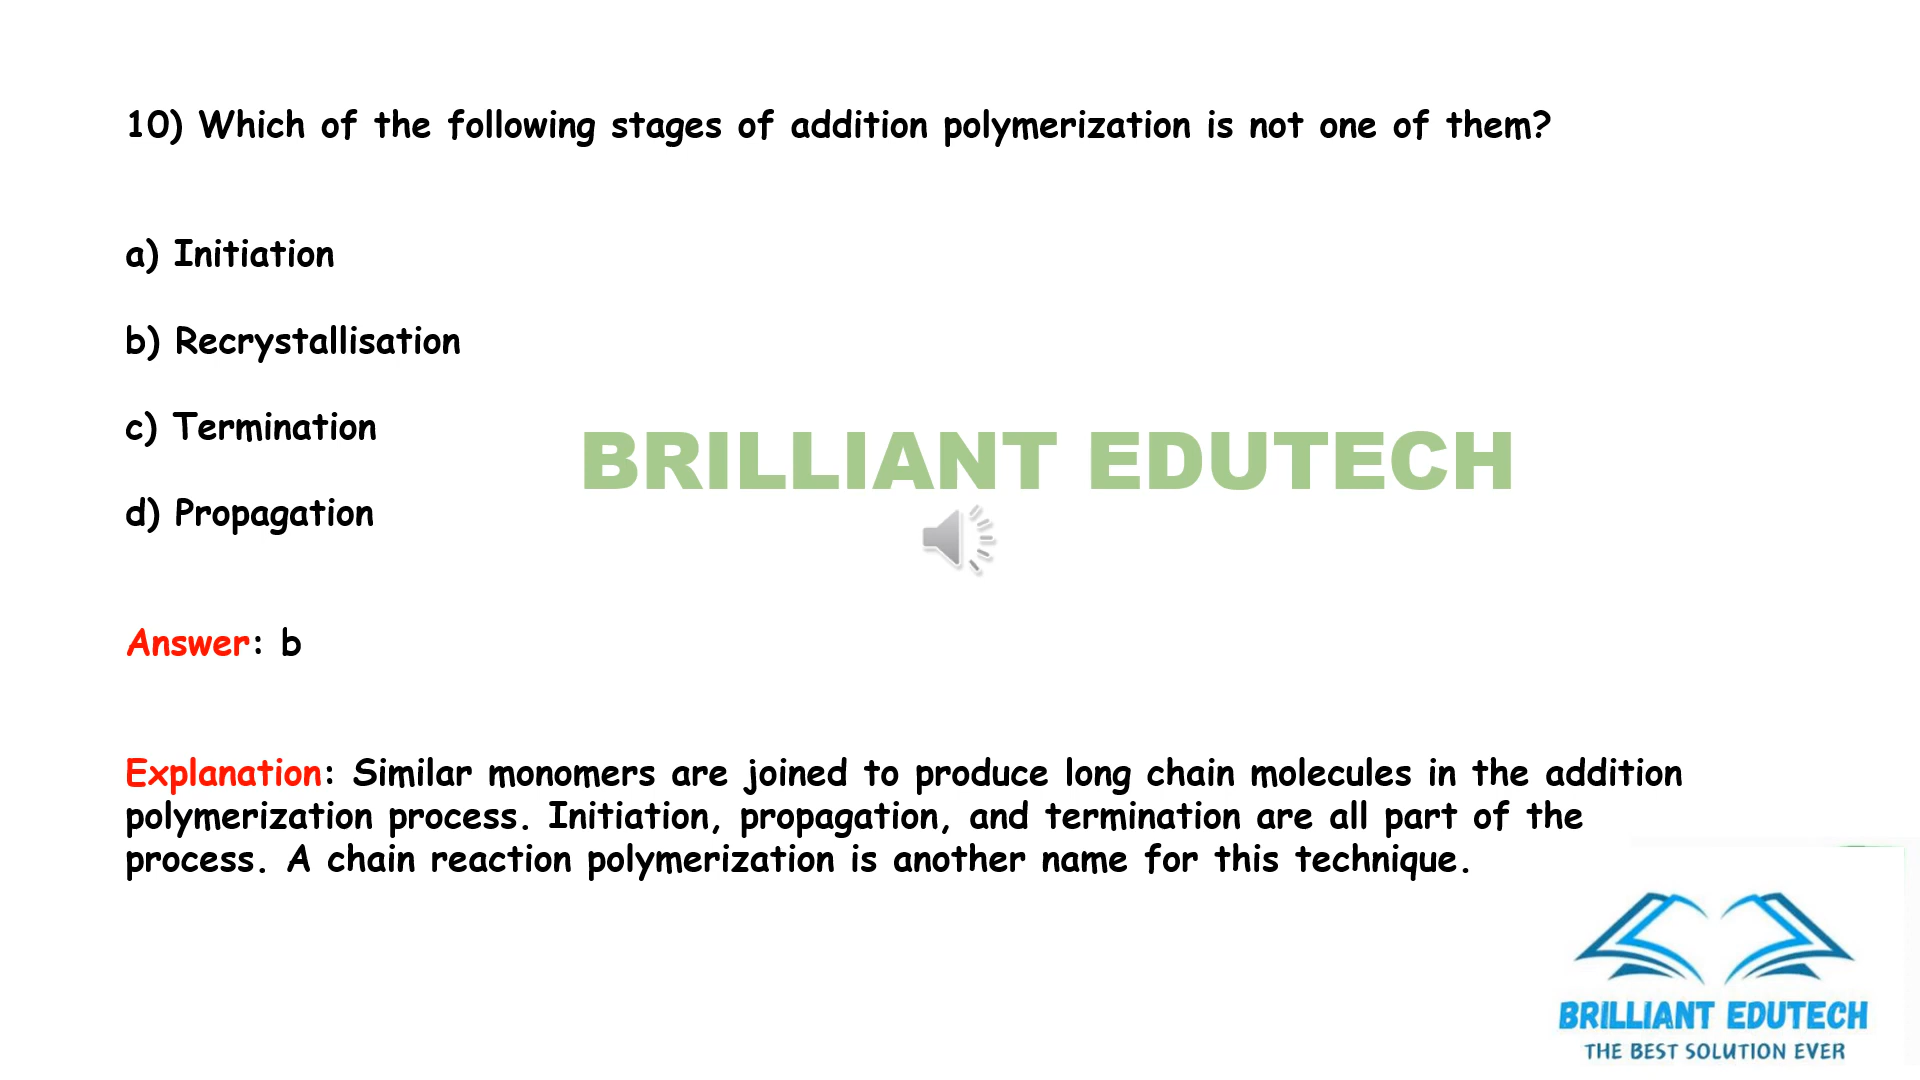 10) Which of the following stages of addition polymerization is not one of them?
a) Initiation
b) Recrystallisation
c) Termination
d) Propagation
BRILLIANT EDUTECH
Answer: b
Explanation: Similar monomers are joined to produce long chain molecules in the addition
polymerization process. Initiation, propagation, and termination are all part of the
process. A chain reaction polymerization is another name for this technique.
BRILLIANT EDUTECH
THE BEST SOLUTION EVER